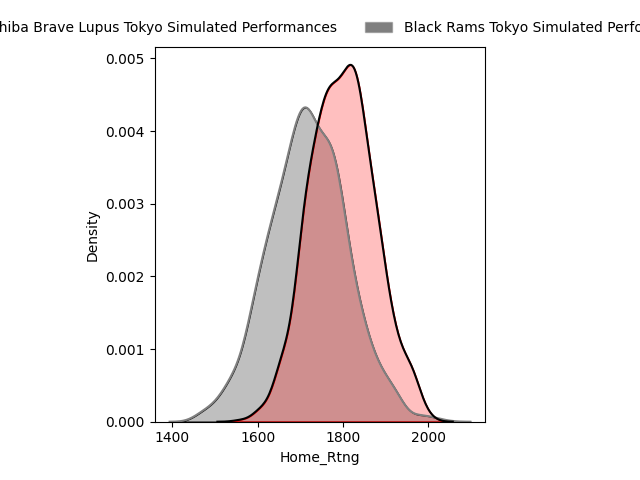 hiba Brave Lupus Tokyo Simulated Performances
Black Rams Tokyo Simulated Perfo
0.005
0.004
0.003
0.002
0.001
0.000
Density
1400 1600 1800 2000
Home_Rtng